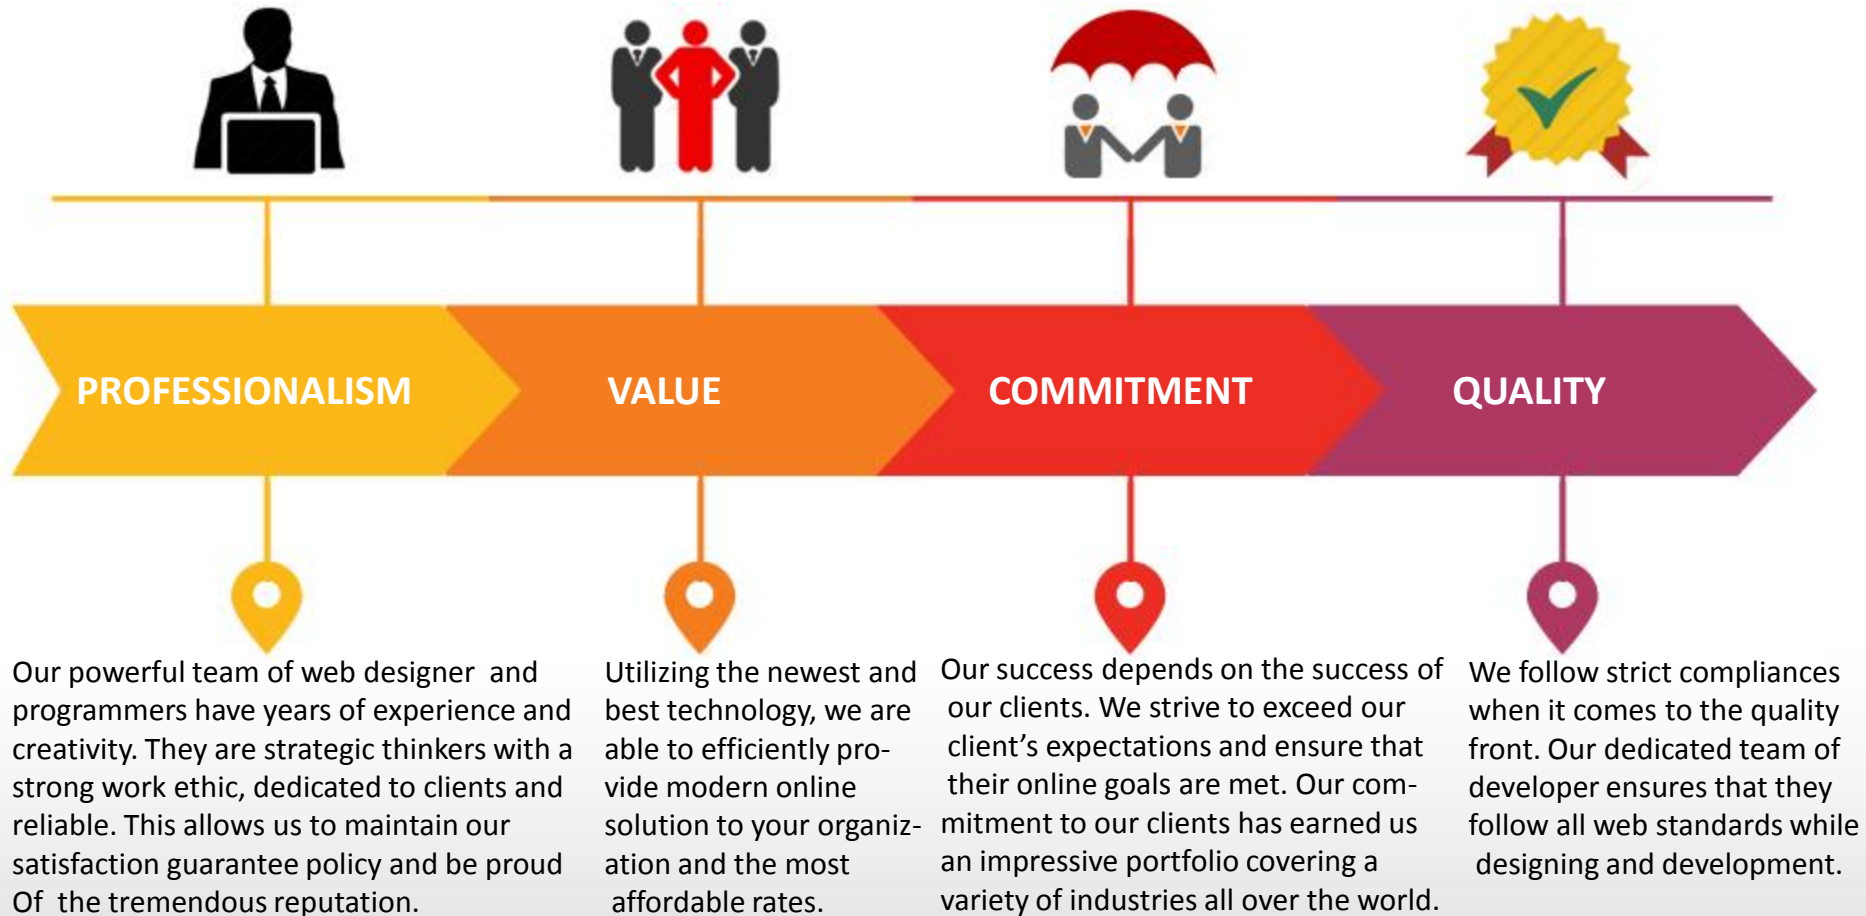 PROFESSIONALISM
VALUE
COMMITMENT
QUALITY
Our powerful team of web designer and
programmers have years of experience and
creativity. They are strategic thinkers with a
strong work ethic, dedicated to clients and
reliable. This allows us to maintain our
satisfaction guarantee policy and be proud
Of the tremendous reputation.
Utilizing the newest and
best technology, we are
able to efficiently pro-
vide modern online
solution to your organiz-
ation and the most
affordable rates.
Our success depends on the success of
our clients. We strive to exceed our
client’s expectations and ensure that
their online goals are met. Our com-
mitment to our clients has earned us
an impressive portfolio covering a
variety of industries all over the world.
We follow strict compliances
when it comes to the quality
front. Our dedicated team of
developer ensures that they
follow all web standards while
designing and development.